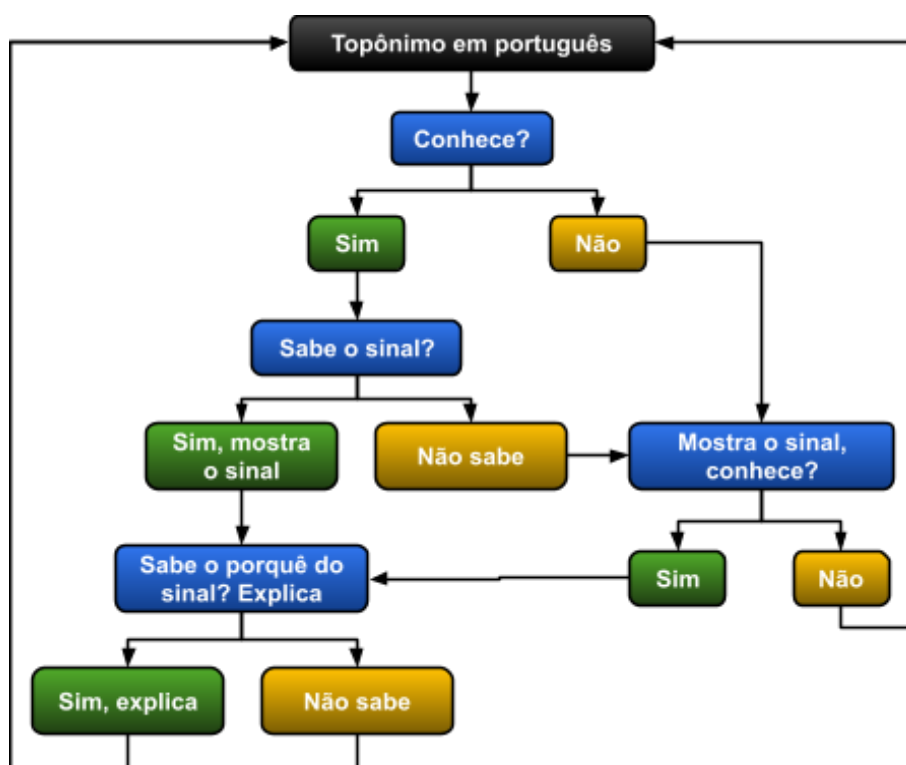 Topônimo em português
Conhece?
Sim
Não
Sabe o sinal?
Sim, mostra
o sinal
Não sabe
Mostra o sinal,
conhece?
Sabe o porquê do
sinal? Explica
Sim
Não
Sim, explica
Não sabe